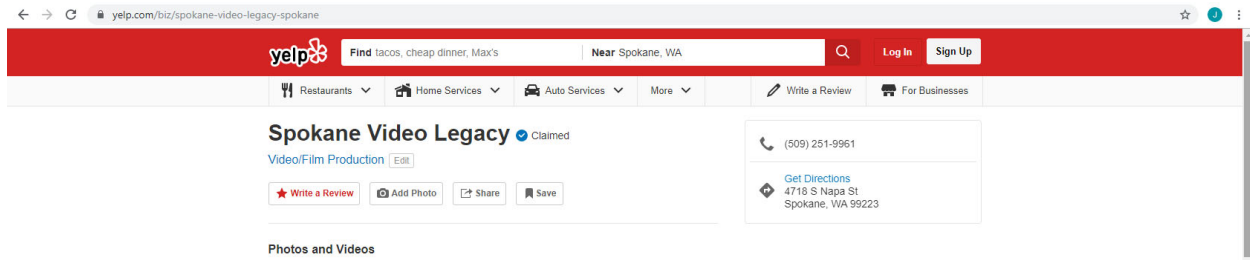 yelp.com/biz/spokane-video-legacy-spokane
J
yelp Find tacos, cheap dinner, Max's Near Spokane, WA Log In Sign Up
Restaurants Home Services Auto Services More Write a Review For Businesses
Spokane Video Legacy Claimed
Video/Film Production Edit
Write a Review Add Photo Share Save
(509) 251-9961
Get Directions
4718 S Napa St
Spokane, WA 99223
Photos and Videos